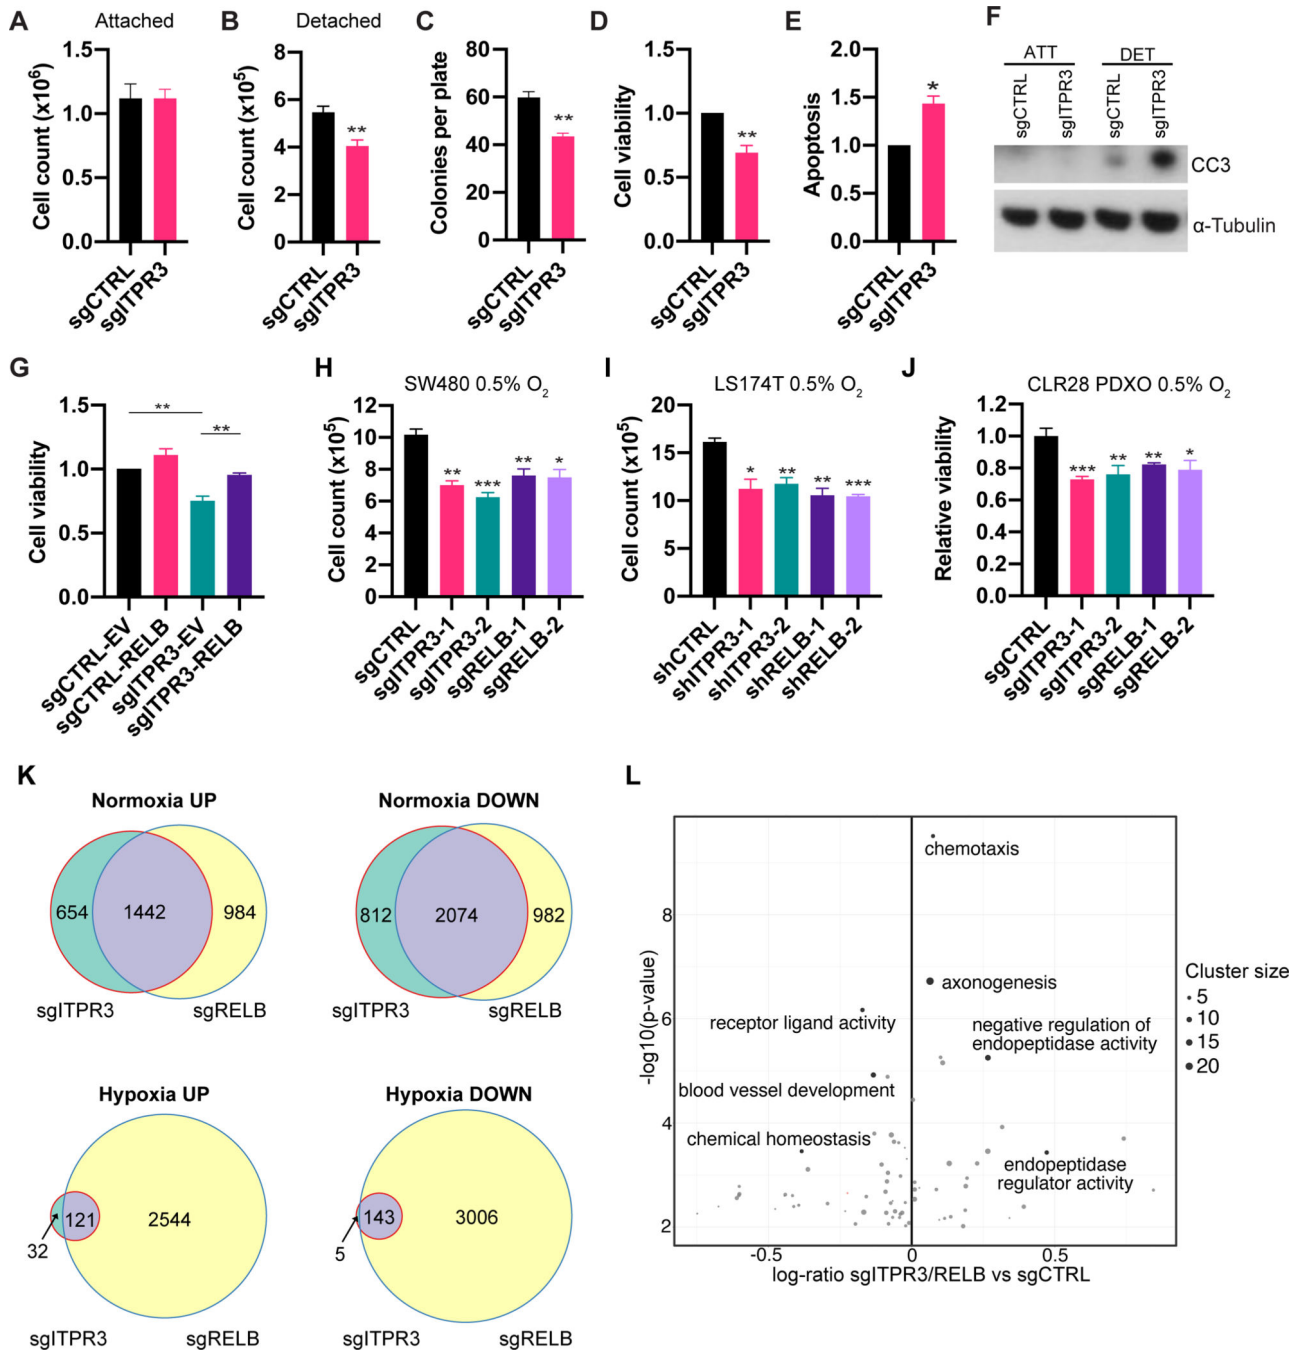 A
Attached
Cell count (x10⁶)
1.5
1.0
0.5
0.0
sgCTRL
sgITPR3
B
Detached
Cell count (x10⁵)
8
6
4
2
0
sgCTRL
sgITPR3
C
Colonies per plate
80
60
40
20
0
sgCTRL
sgITPR3
**
**
D
Cell viability
1.5
1.0
0.5
0.0
**
sgCTRL
sgITPR3
E
Apoptosis
2.0
1.5
1.0
0.5
0.0
*
sgCTRL
sgITPR3
F
ATT
DET
sgCTRL
sgITPR3
sgCTRL
sgITPR3
CC3
α-Tubulin
G
Cell viability
1.5
1.0
0.5
0.0
**
**
sgCTRL-EV
sgCTRL-RELB
sgITPR3-EV
sgITPR3-RELB
H
SW480 0.5% O₂
Cell count (x10⁵)
12
10
8
6
4
2
0
**
***
**
*
sgCTRL
sgITPR3-1
sgITPR3-2
sgRELB-1
sgRELB-2
I
LS174T 0.5% O₂
Cell count (x10⁵)
20
15
10
5
0
*
**
**
***
shCTRL
shITPR3-1
shITPR3-2
shRELB-1
shRELB-2
J
CLR28 PDXO 0.5% O₂
Relative viability
1.2
1.0
0.8
0.6
0.4
0.2
0.0
***
**
**
*
sgCTRL
sgITPR3-1
sgITPR3-2
sgRELB-1
sgRELB-2
K
Normoxia UP
654
1442
984
sgITPR3
sgRELB
Normoxia DOWN
812
2074
982
sgITPR3
sgRELB
Hypoxia UP
32
121
2544
sgITPR3
sgRELB
Hypoxia DOWN
5
143
3006
sgITPR3
sgRELB
L
-log10(p-value)
8
6
4
2
chemotaxis
axonogenesis
receptor ligand activity
negative regulation of
endopeptidase activity
blood vessel development
chemical homeostasis
endopeptidase
regulator activity
-0.5
0
0.5
log-ratio sgITPR3/RELB vs sgCTRL
Cluster size
5
10
15
20